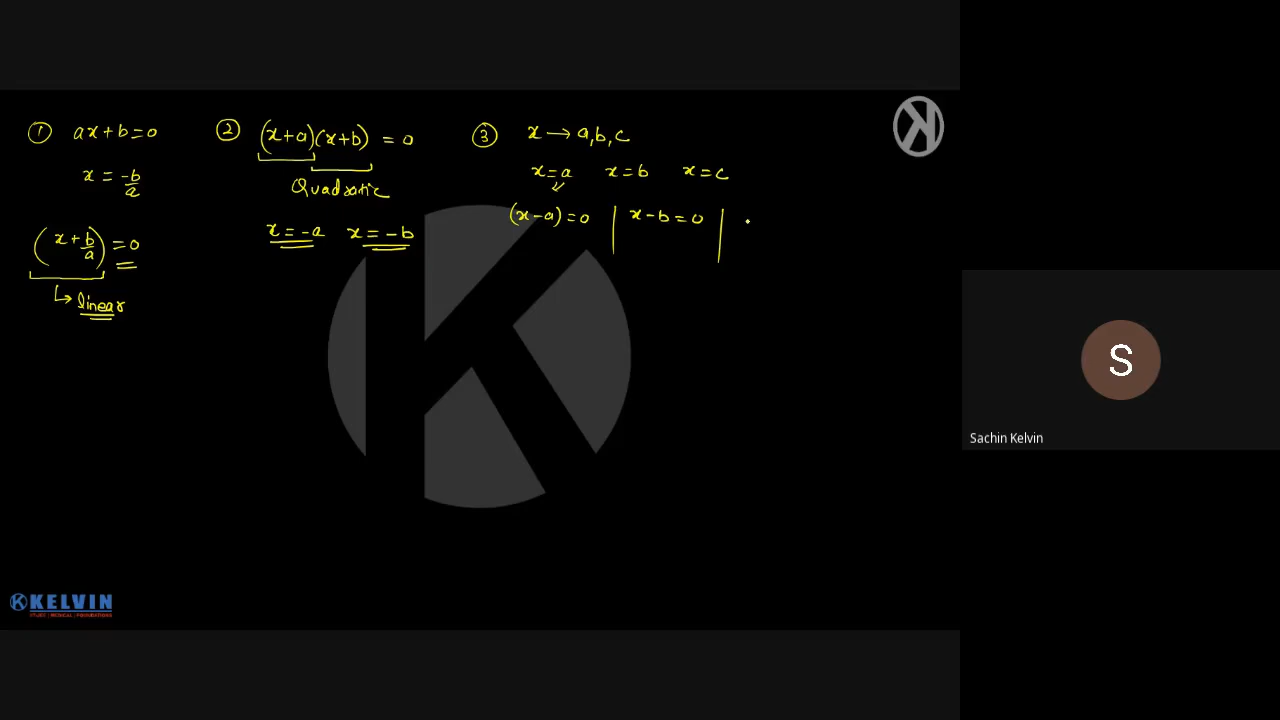 ① ax+b=0
x = -b/a
(x + b/a) = 0
↳ linear
② (x+a)(x+b) = 0
Quadratic
x = -a x = -b
③ x → a, b, c
x = a x = b x = c
(x-a) = 0 | x-b = 0 |
S
Sachin Kelvin
KELVIN